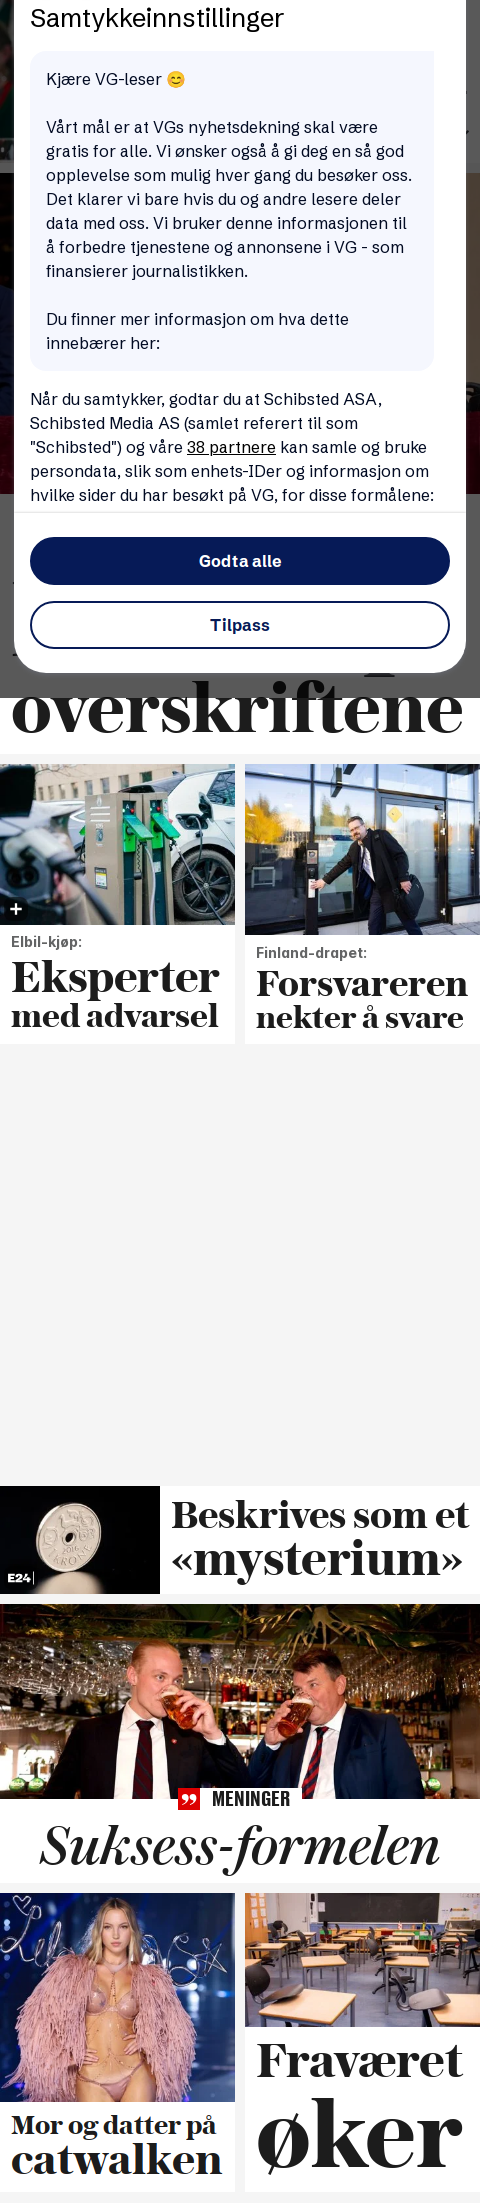 Samtykkeinnstillinger
Kjære VG-leser 😊
Vårt mål er at VGs nyhetsdekning skal være
gratis for alle. Vi ønsker også å gi deg en så god
opplevelse som mulig hver gang du besøker oss.
Det klarer vi bare hvis du og andre lesere deler
data med oss. Vi bruker denne informasjonen til
å forbedre tjenestene og annonsene i VG - som
finansierer journalistikken.
Du finner mer informasjon om hva dette
innebærer her:
Når du samtykker, godtar du at Schibsted ASA,
Schibsted Media AS (samlet referert til som
"Schibsted") og våre 38 partnere kan samle og bruke
persondata, slik som enhets-IDer og informasjon om
hvilke sider du har besøkt på VG, for disse formålene:
Godta alle
Tilpass
overskriftene
Elbil-kjøp:
Eksperter
med advarsel
Finland-drapet:
Forsvareren
nekter å svare
E24
Beskrives som et
«mysterium»
MENINGER
Suksess-formelen
Mor og datter på
catwalken
Fraværet
øker